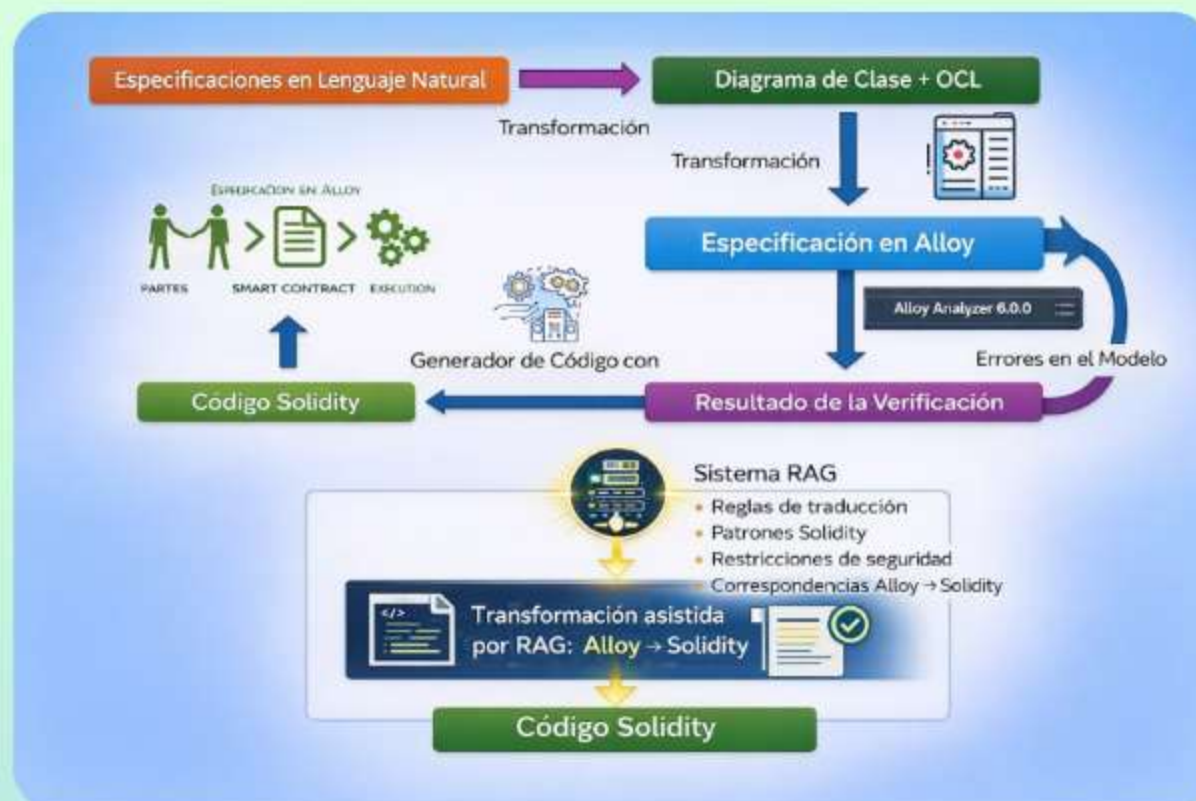 Especificaciones en Lenguaje Natural
Diagrama de Clase + OCL
Transformación
Transformación
ESPECIFICACION EN ALLOY
PARTES
SMART CONTRACT
EXECUTION
Especificación en Alloy
Alloy Analyzer 6.0.0
Generador de Código con
Errores en el Modelo
Código Solidity
Resultado de la Verificación
Sistema RAG
• Reglas de traducción
• Patrones Solidity
• Restricciones de seguridad
• Correspondencias Alloy → Solidity
</>
Transformación asistida
por RAG: Alloy → Solidity
Código Solidity